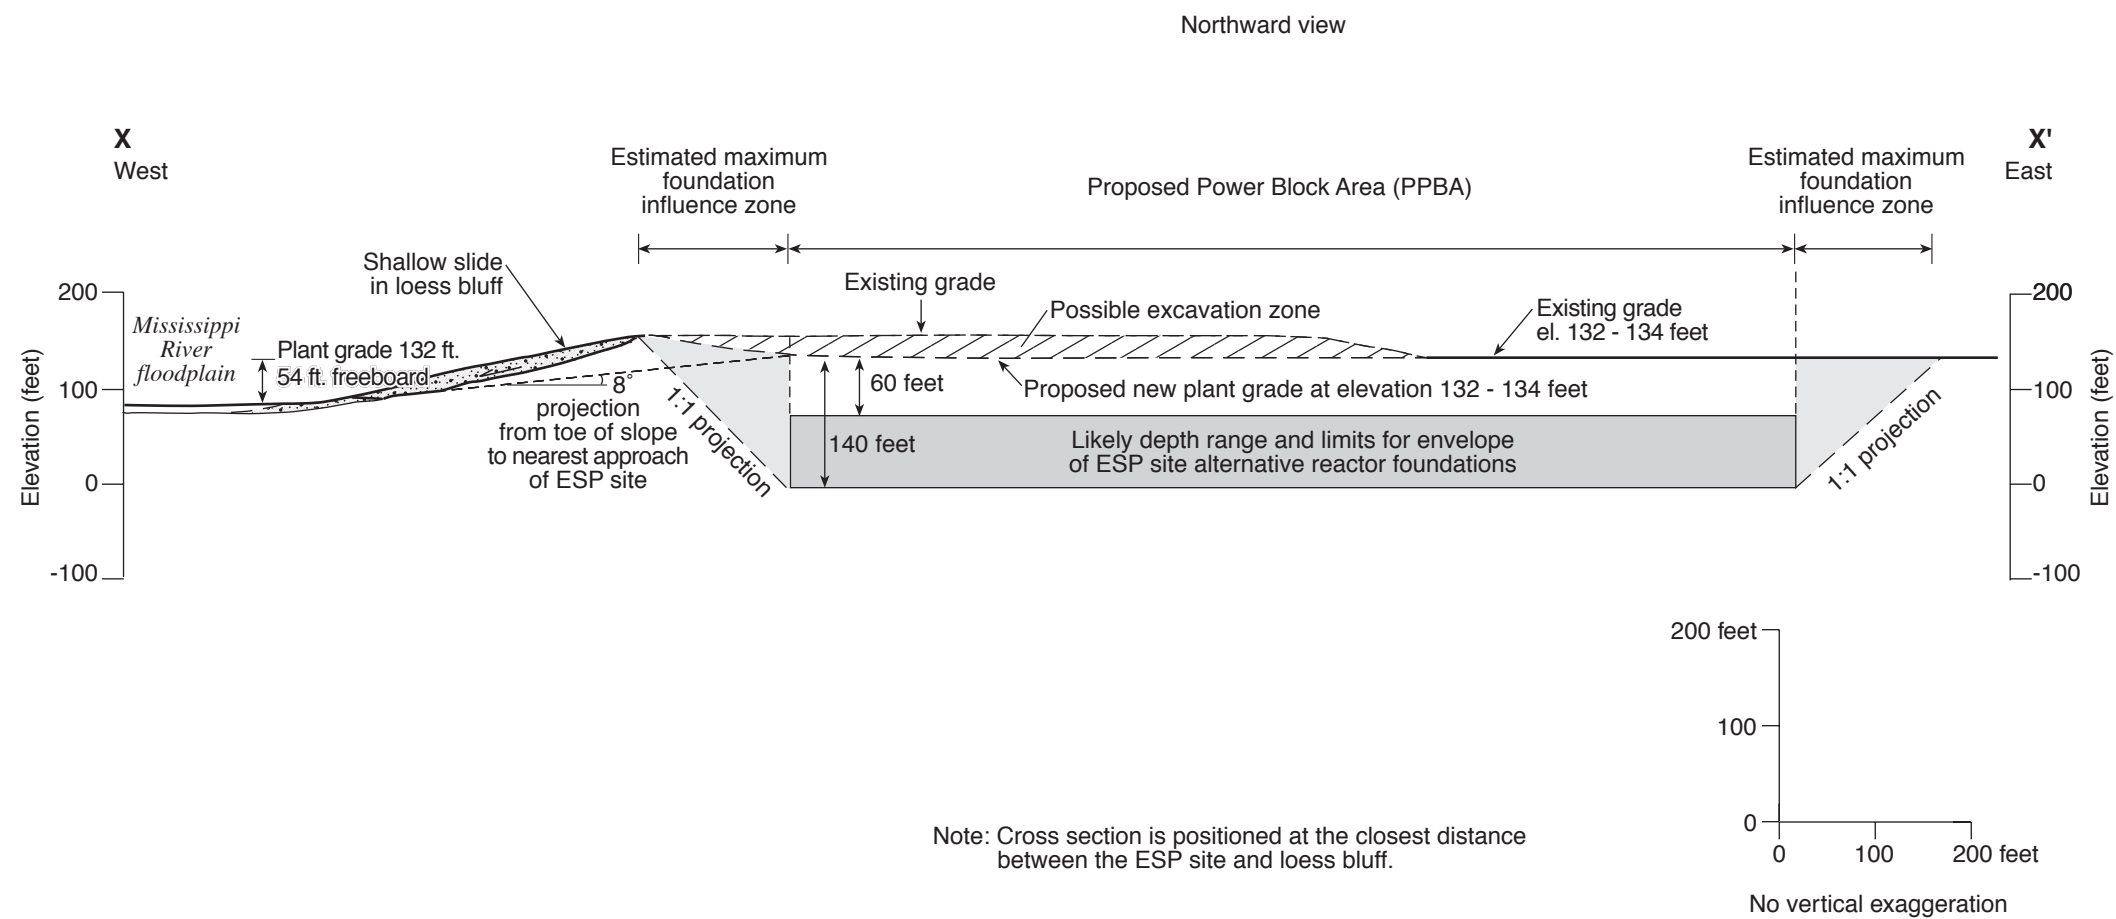 Northward view
X
West
X'
East
Estimated maximum
foundation
influence zone
Proposed Power Block Area (PPBA)
Estimated maximum
foundation
influence zone
Shallow slide
in loess bluff
Existing grade
Possible excavation zone
Existing grade
el. 132 - 134 feet
200
100
0
-100
Elevation (feet)
Mississippi
River
floodplain
Plant grade 132 ft.
54 ft. freeboard
8°
projection
from toe of slope
to nearest approach
of ESP site
1:1 projection
60 feet
140 feet
Proposed new plant grade at elevation 132 - 134 feet
Likely depth range and limits for envelope
of ESP site alternative reactor foundations
1:1 projection
200
100
0
-100
Elevation (feet)
200 feet
100
0
0
100
200 feet
No vertical exaggeration
Note: Cross section is positioned at the closest distance
between the ESP site and loess bluff.